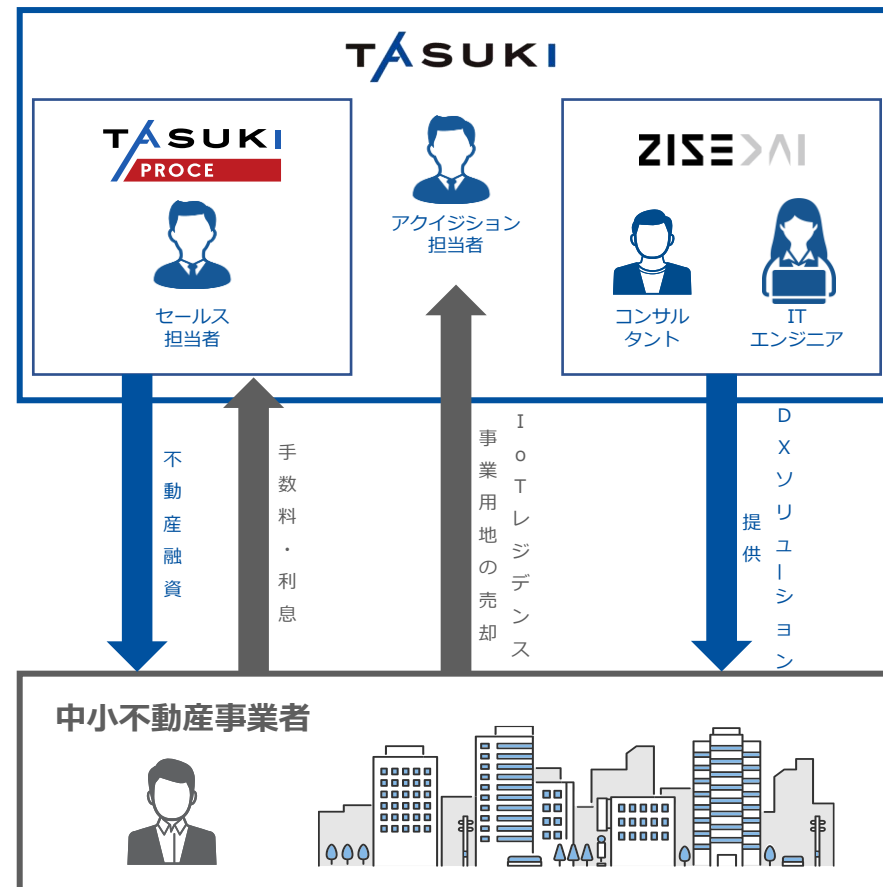 TASUKI
TASUKI
PROCE
セールス
担当者
アクイジション
担当者
ZISEDAI
コンサル
タント
IT
エンジニア
不動産融資
手数料・利息
IoTレジデンス
事業用地の売却
DXソリューション
提供
中小不動産事業者